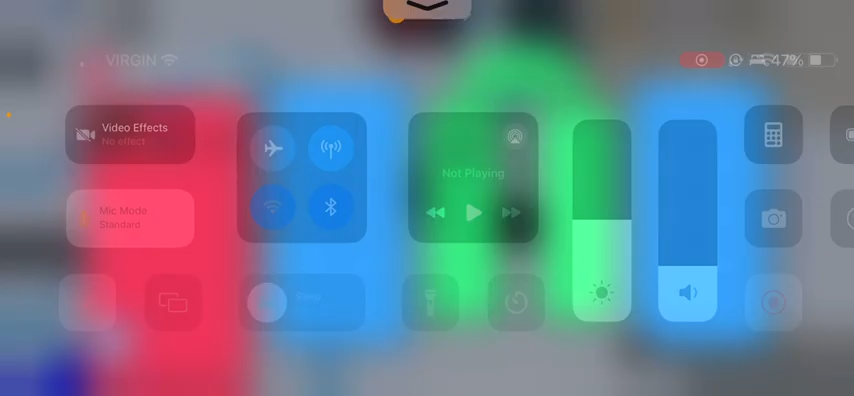 VIRGIN
47%
Video Effects
No effect
Not Playing
Mic Mode
Standard